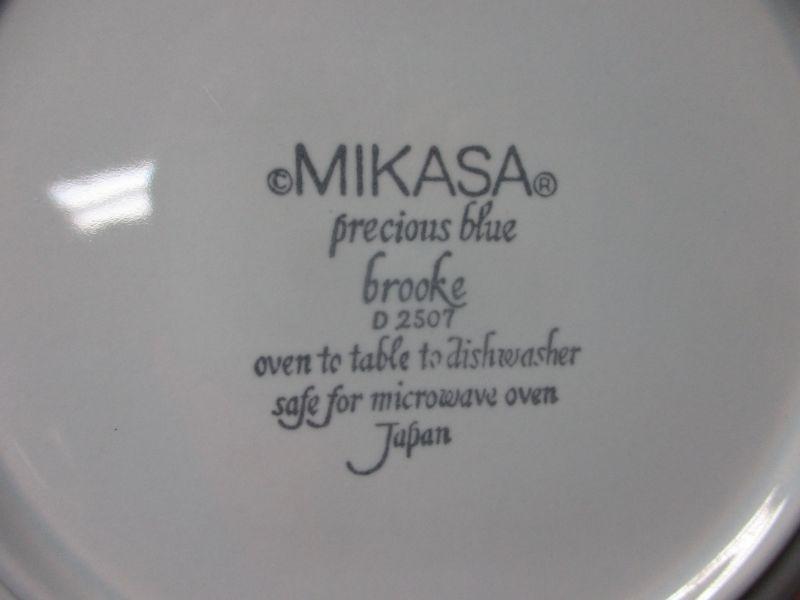 ©MIKASA®
precious blue
brooke
D 2507
oven to table to dishwasher
safe for microwave oven
Japan